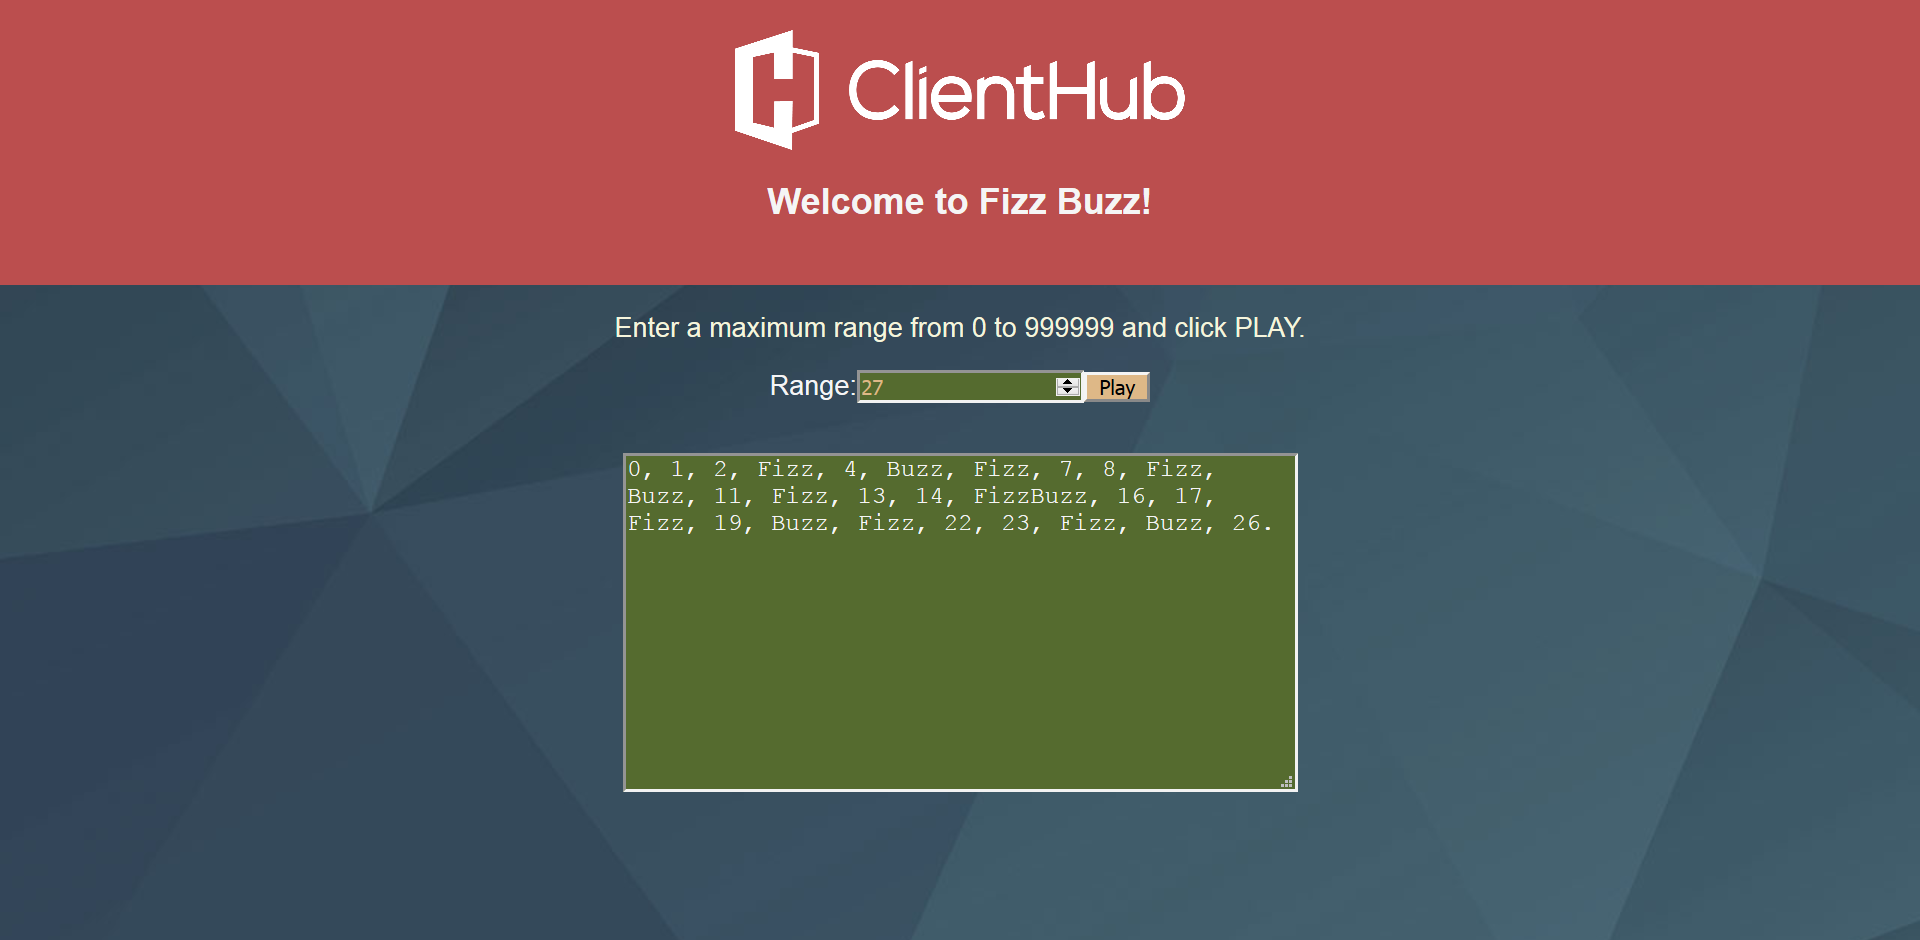 ClientHub
Welcome to Fizz Buzz!
Enter a maximum range from 0 to 999999 and click PLAY.
Range: 27 Play
0, 1, 2, Fizz, 4, Buzz, Fizz, 7, 8, Fizz,
Buzz, 11, Fizz, 13, 14, FizzBuzz, 16, 17,
Fizz, 19, Buzz, Fizz, 22, 23, Fizz, Buzz, 26.